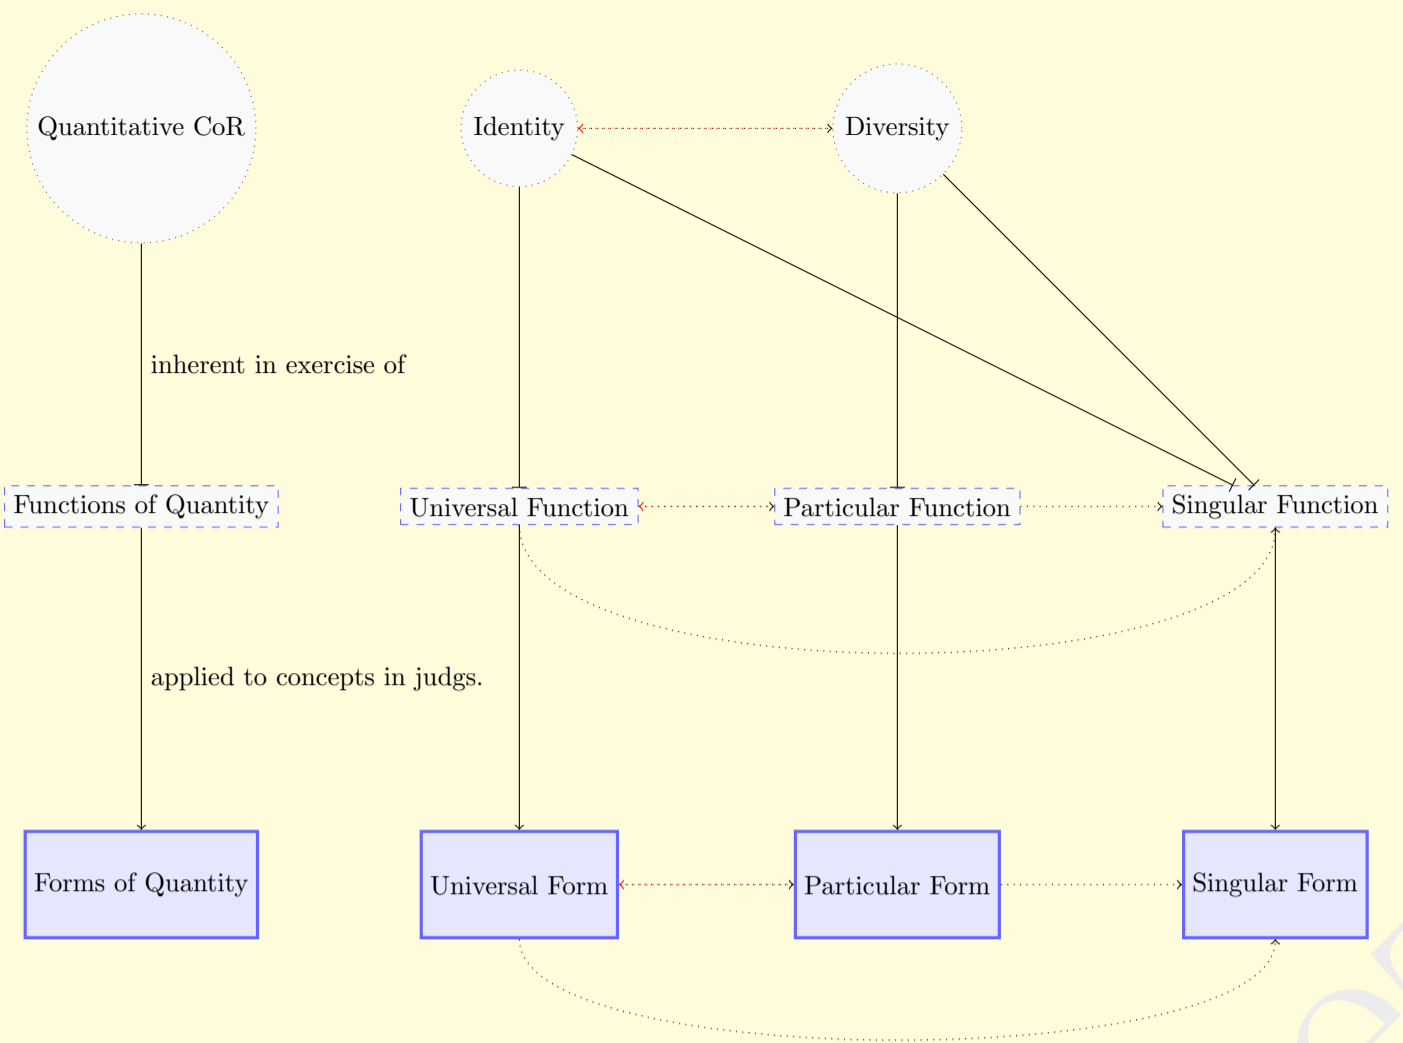 Quantitative CoR
Identity
Diversity
inherent in exercise of
Functions of Quantity
Universal Function
Particular Function
Singular Function
applied to concepts in judgs.
Forms of Quantity
Universal Form
Particular Form
Singular Form